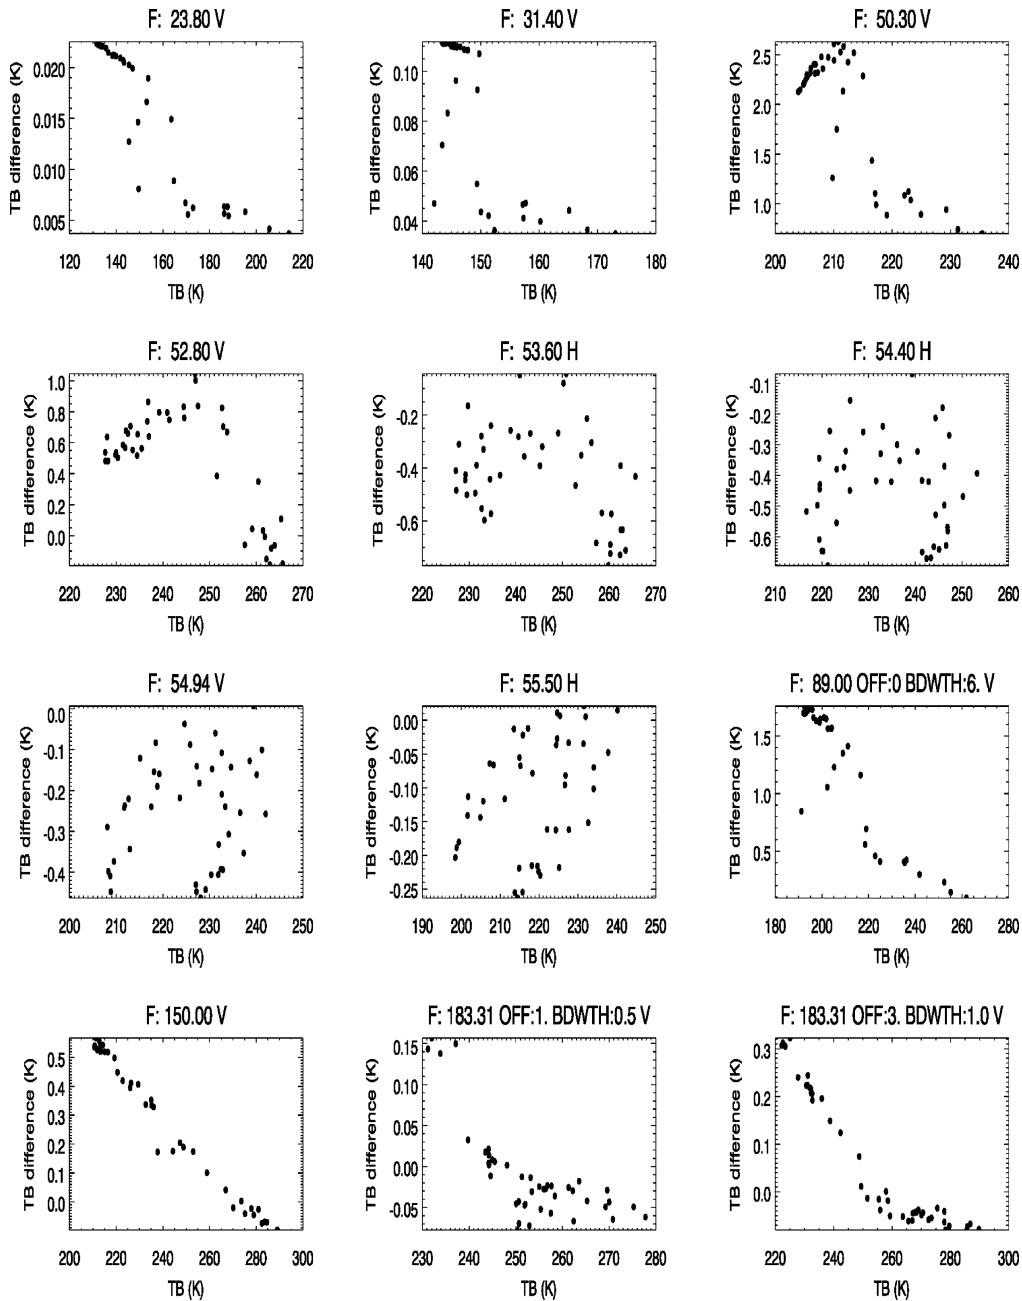 F: 23.80 V
F: 31.40 V
F: 50.30 V
TB difference (K)
0.020
0.015
0.010
0.005
120 140 160 180 200 220
TB (K)
TB difference (K)
0.10
0.08
0.06
0.04
140 150 160 170 180
TB (K)
TB difference (K)
2.5
2.0
1.5
1.0
200 210 220 230 240
TB (K)
F: 52.80 V
F: 53.60 H
F: 54.40 H
TB difference (K)
1.0
0.8
0.6
0.4
0.2
0.0
220 230 240 250 260 270
TB (K)
TB difference (K)
-0.2
-0.4
-0.6
220 230 240 250 260 270
TB (K)
TB difference (K)
-0.1
-0.2
-0.3
-0.4
-0.5
-0.6
210 220 230 240 250 260
TB (K)
F: 54.94 V
F: 55.50 H
F: 89.00 OFF:0 BDWTH:6. V
TB difference (K)
0.0
-0.1
-0.2
-0.3
-0.4
200 210 220 230 240 250
TB (K)
TB difference (K)
0.00
-0.05
-0.10
-0.15
-0.20
-0.25
190 200 210 220 230 240 250
TB (K)
TB difference (K)
1.5
1.0
0.5
180 200 220 240 260 280
TB (K)
F: 150.00 V
F: 183.31 OFF:1. BDWTH:0.5 V
F: 183.31 OFF:3. BDWTH:1.0 V
TB difference (K)
0.5
0.4
0.3
0.2
0.1
0.0
200 220 240 260 280 300
TB (K)
TB difference (K)
0.15
0.10
0.05
0.00
-0.05
230 240 250 260 270 280
TB (K)
TB difference (K)
0.3
0.2
0.1
0.0
220 240 260 280 300
TB (K)